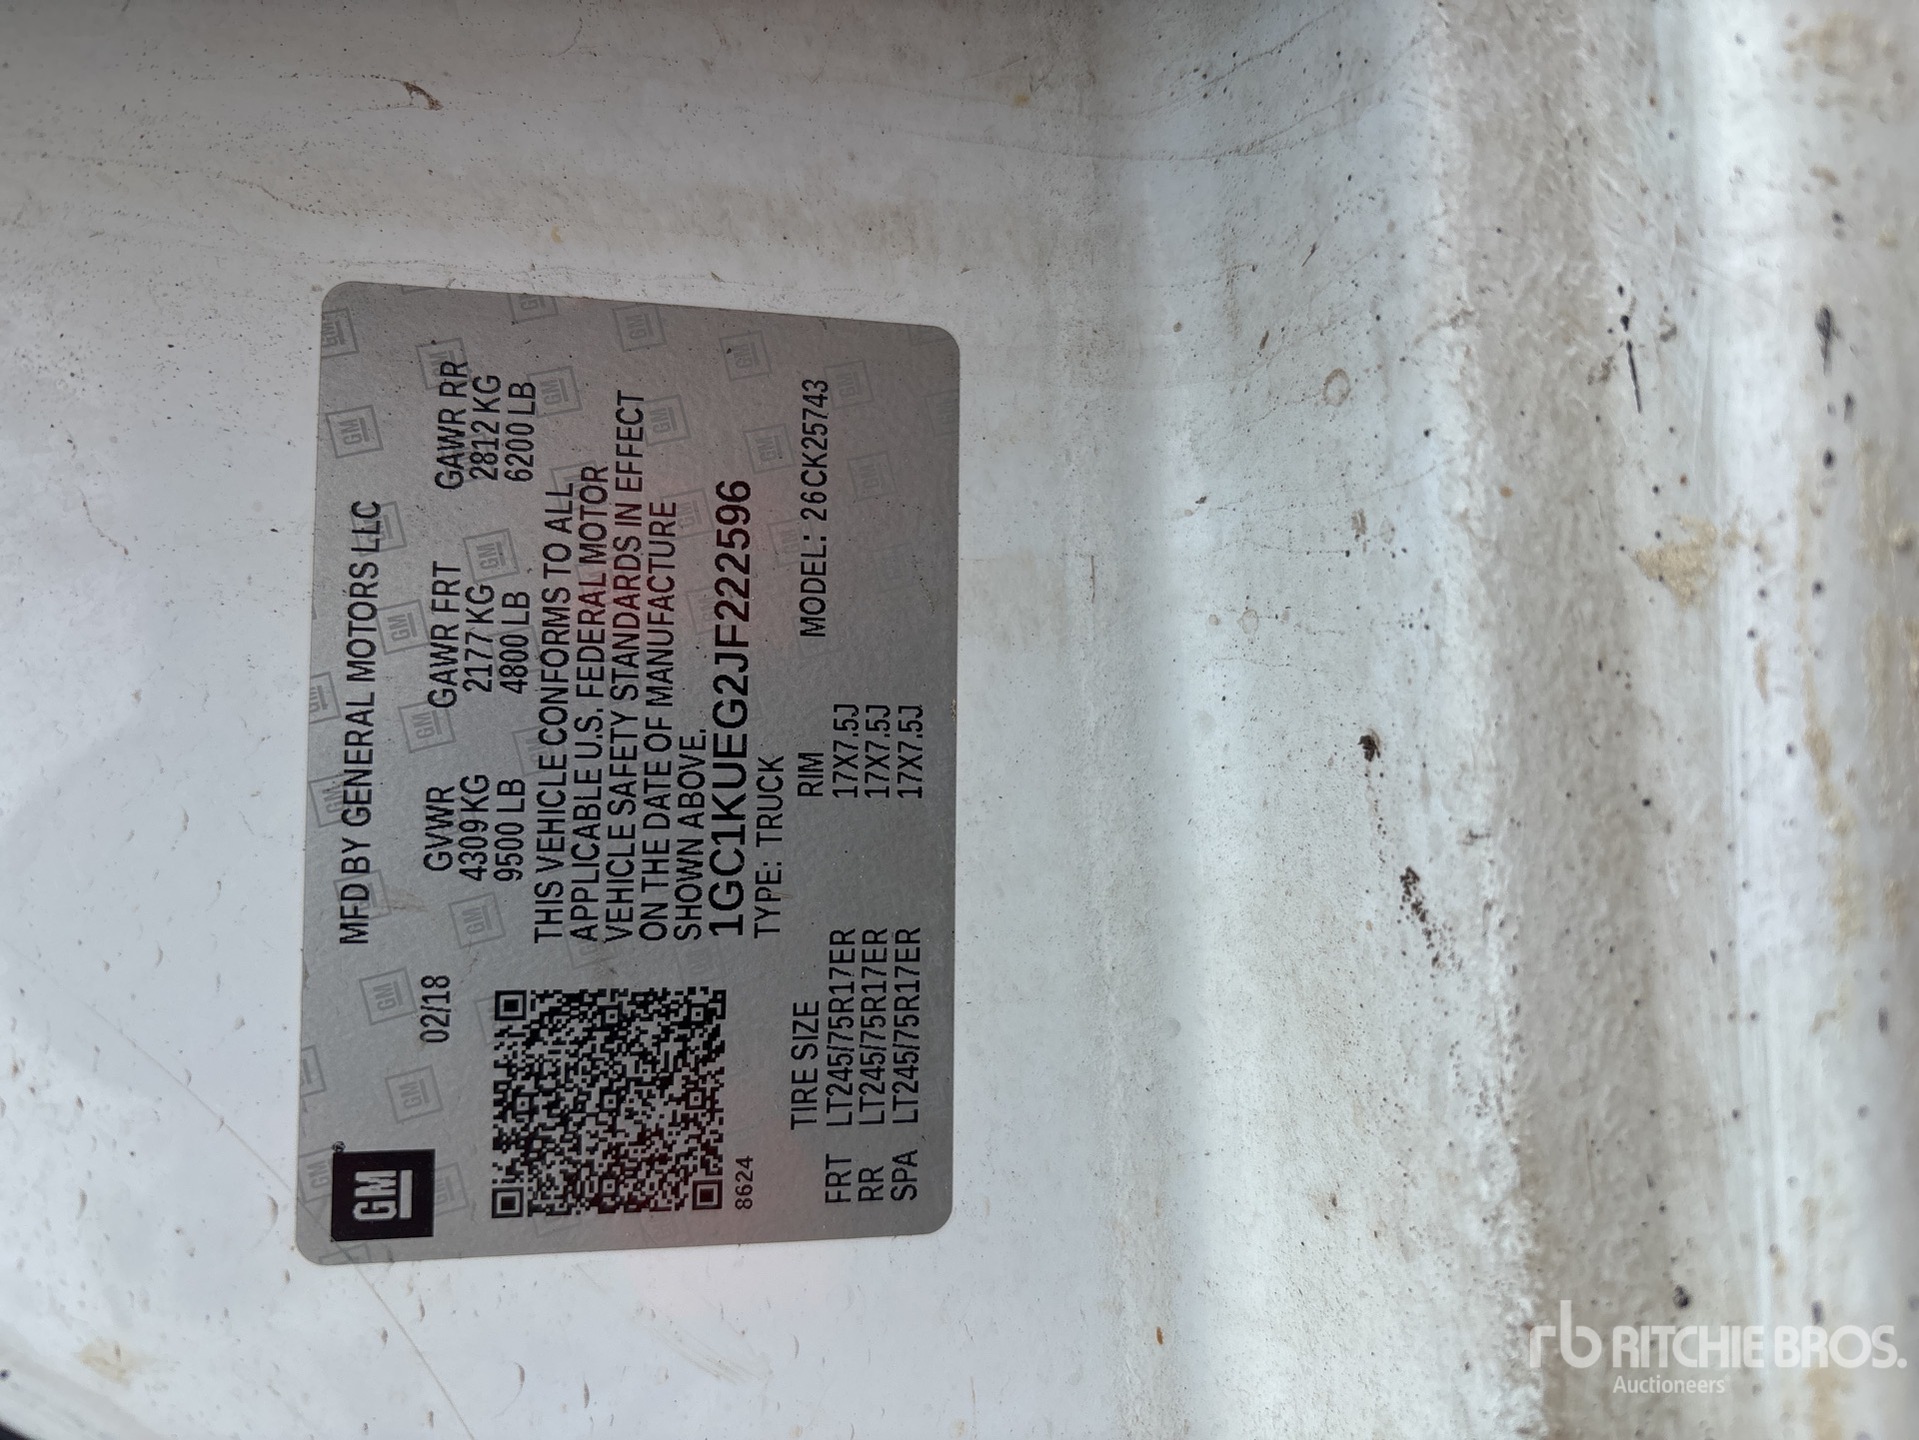 GM
MFD BY GENERAL MOTORS LLC
02/18
GVWR GAWR FRT GAWR RR
4309 KG 2177 KG 2812 KG
9500 LB 4800 LB 6200 LB
THIS VEHICLE CONFORMS TO ALL
APPLICABLE U.S. FEDERAL MOTOR
VEHICLE SAFETY STANDARDS IN EFFECT
ON THE DATE OF MANUFACTURE
SHOWN ABOVE.
1GC1KUEG2JF222596
8624
TYPE: TRUCK
TIRE SIZE RIM MODEL: 26CK25743
FRT LT245/75R17ER 17X7.5J
RR LT245/75R17ER 17X7.5J
SPA LT245/75R17ER 17X7.5J
rb RITCHIE BROS.
Auctioneers